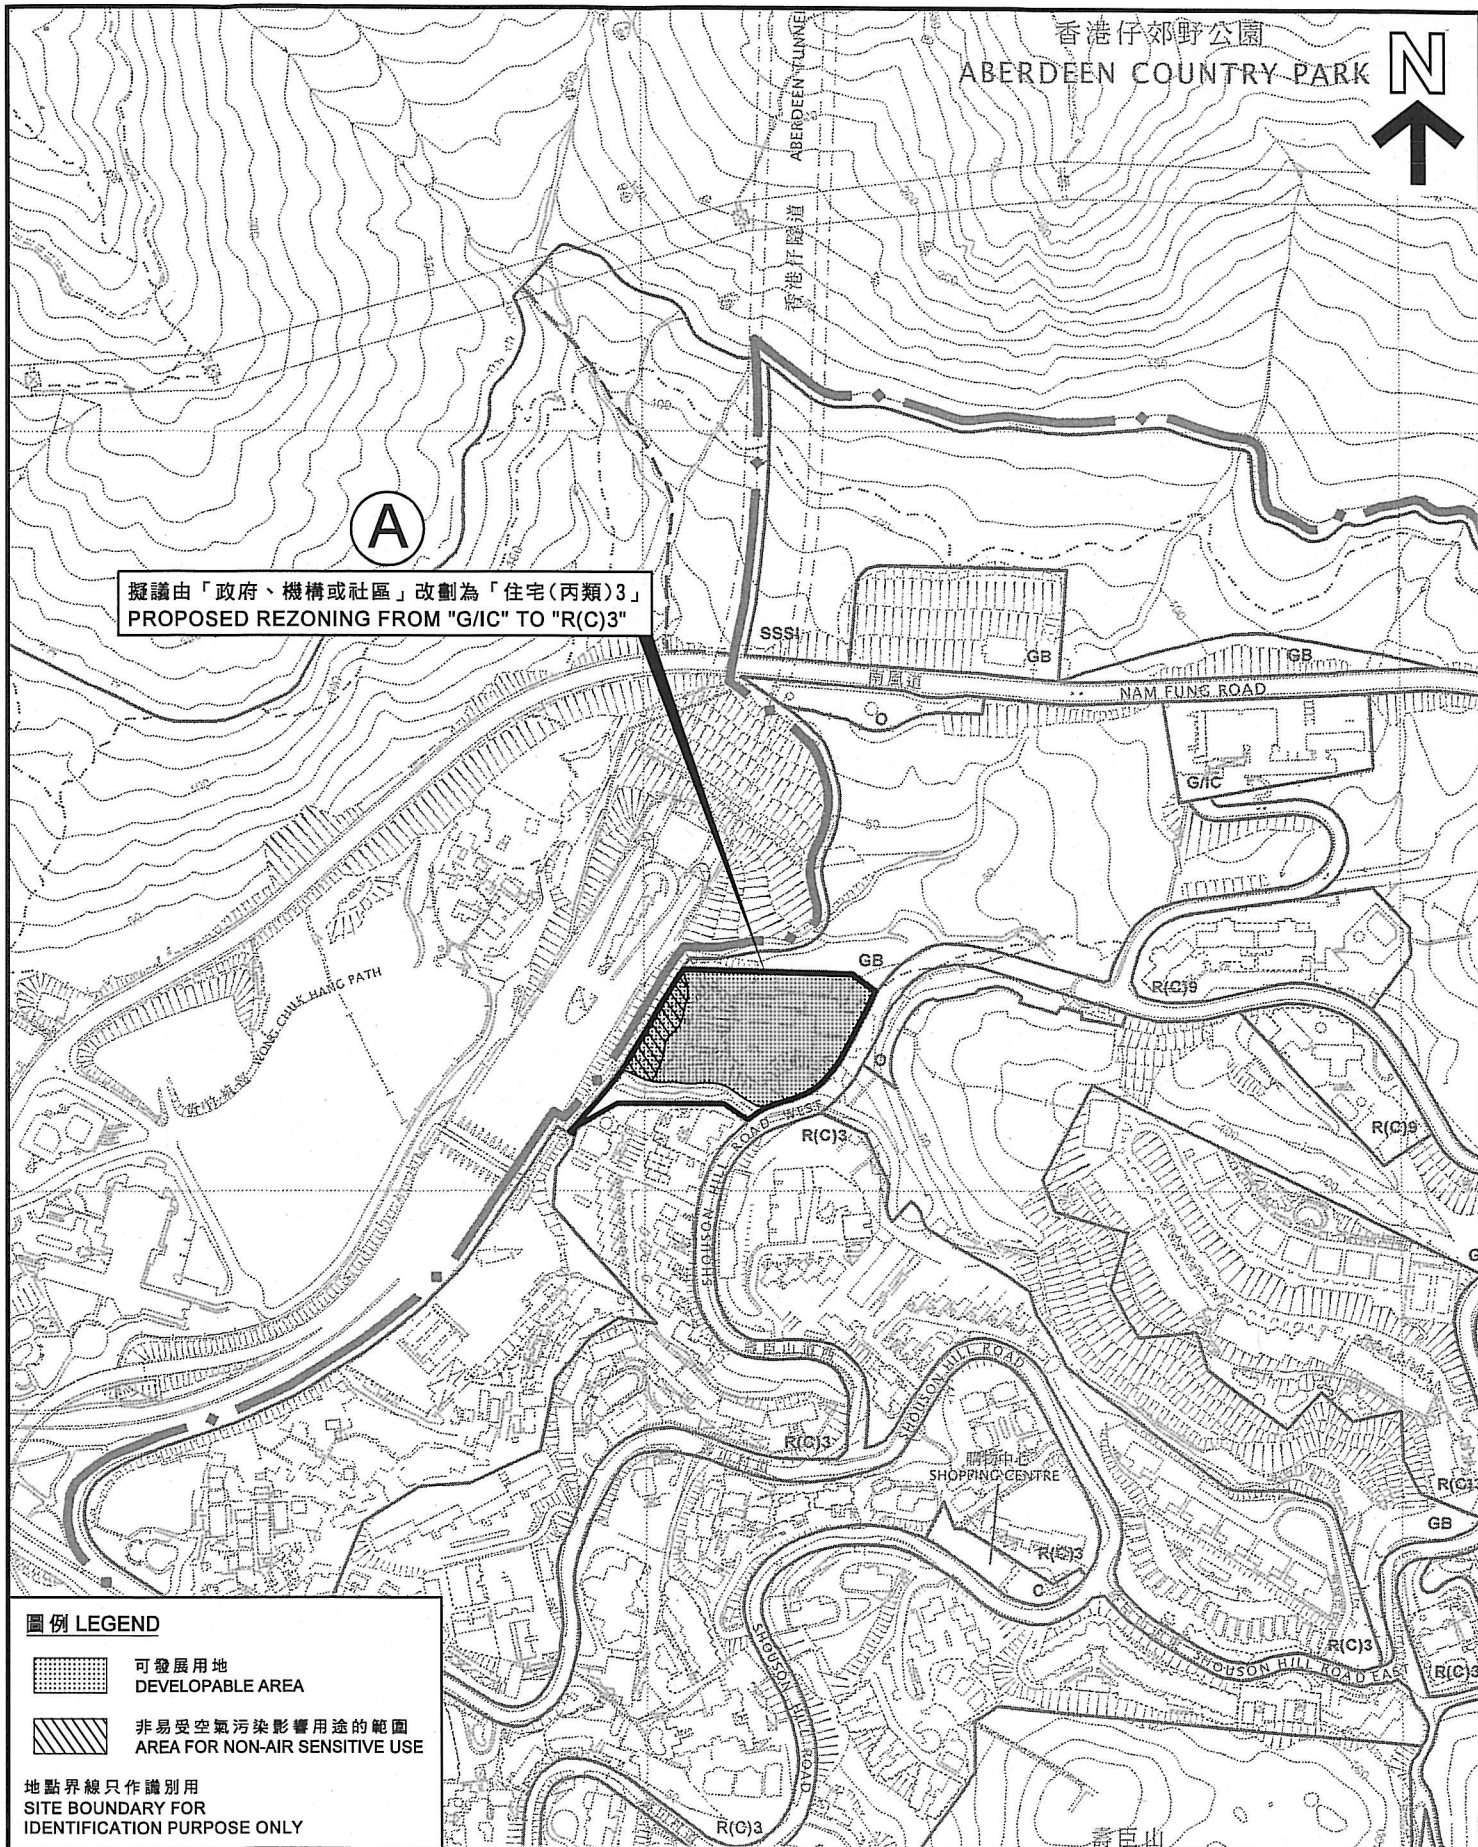 香港仔郊野公園
ABERDEEN COUNTRY PARK
N
ABERDEEN TUNNEL
香港仔隧道
A
擬議由「政府、機構或社區」改劃為「住宅(丙類)3」
PROPOSED REZONING FROM "G/IC" TO "R(C)3"
SSSI
GB
GB
南風道
NAM FUNG ROAD
O
G/IC
WONG CHUK HANG PATH
GB
R(C)9
O
R(C)9
R(C)3
SHOUSON HILL ROAD WEST
壽臣山道西
SHOUSON HILL ROAD
R(C)3
購物中心
SHOPPING CENTRE
R(C)3
C
GB
R(C)3
SHOUSON HILL ROAD EAST
R(C)3
SHOUSON HILL ROAD
R(C)3
壽臣山
圖例 LEGEND
可發展用地
DEVELOPABLE AREA
非易受空氣污染影響用途的範圍
AREA FOR NON-AIR SENSITIVE USE
地點界線只作識別用
SITE BOUNDARY FOR
IDENTIFICATION PURPOSE ONLY